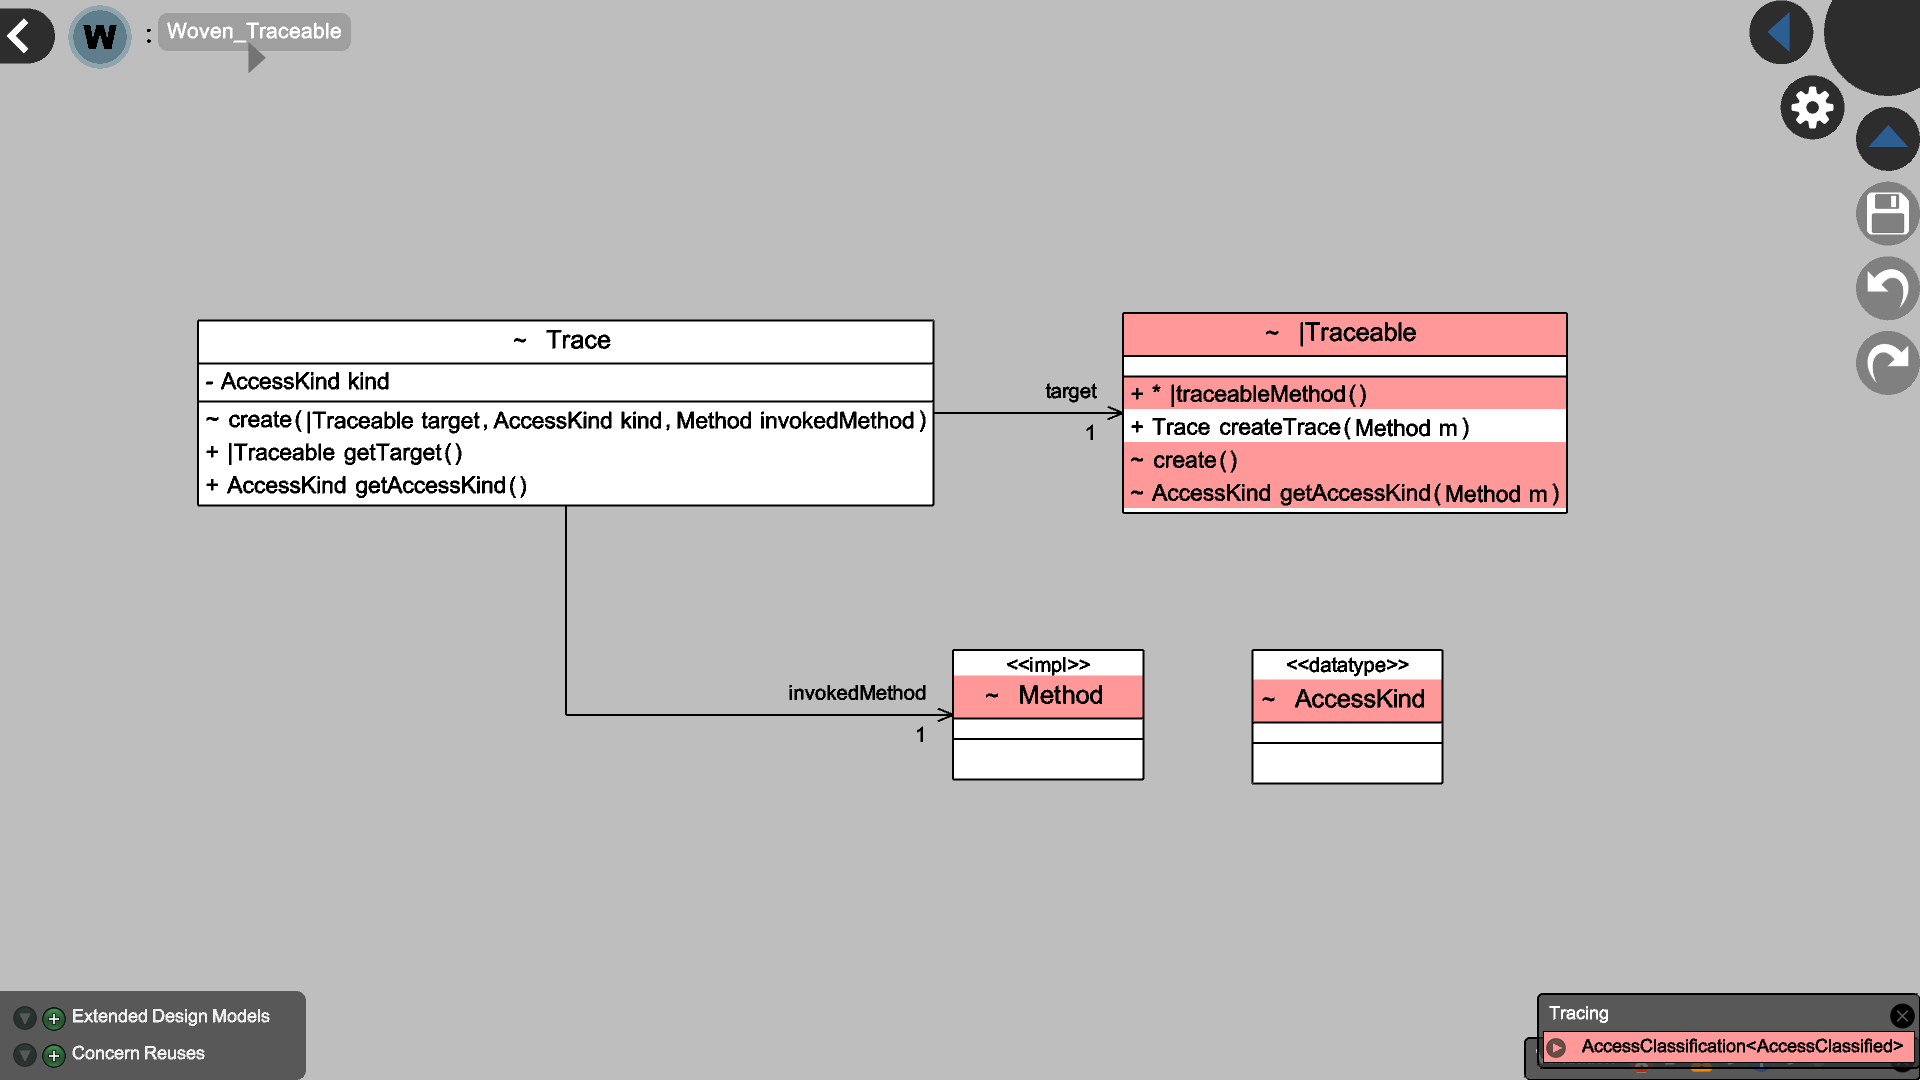 W : Woven_Traceable
~ Trace
- AccessKind kind
~ create(|Traceable target, AccessKind kind, Method invokedMethod)
+ |Traceable getTarget()
+ AccessKind getAccessKind()
target
1
~ |Traceable
+ * |traceableMethod()
+ Trace createTrace(Method m)
~ create()
~ AccessKind getAccessKind(Method m)
invokedMethod
1
<<impl>>
~ Method
<<datatype>>
~ AccessKind
Extended Design Models
Concern Reuses
Tracing
AccessClassification<AccessClassified>